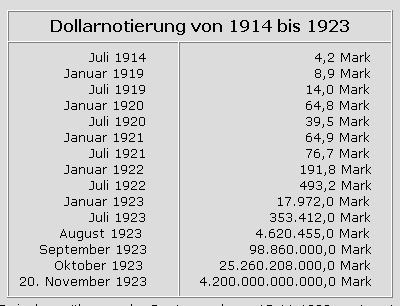 Dollarnotierung von 1914 bis 1923
Juli 1914 4,2 Mark
Januar 1919 8,9 Mark
Juli 1919 14,0 Mark
Januar 1920 64,8 Mark
Juli 1920 39,5 Mark
Januar 1921 64,9 Mark
Juli 1921 76,7 Mark
Januar 1922 191,8 Mark
Juli 1922 493,2 Mark
Januar 1923 17.972,0 Mark
Juli 1923 353.412,0 Mark
August 1923 4.620.455,0 Mark
September 1923 98.860.000,0 Mark
Oktober 1923 25.260.208.000,0 Mark
20. November 1923 4.200.000.000.000,0 Mark